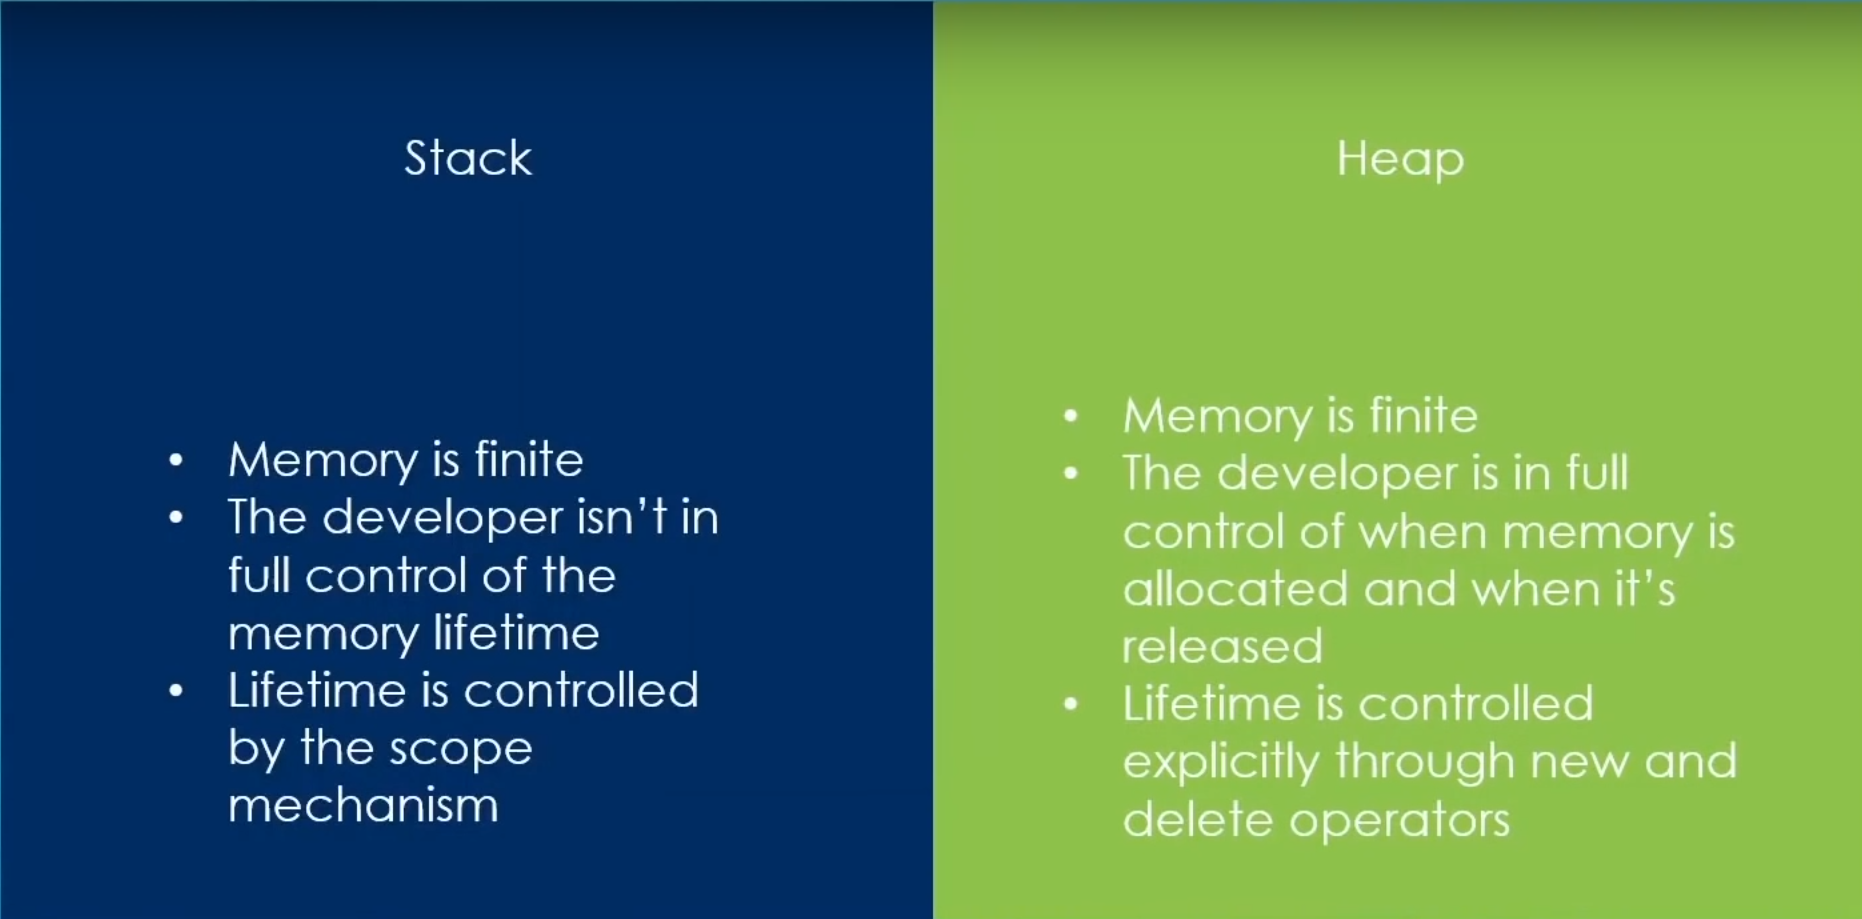 Stack
• Memory is finite
• The developer isn't in
full control of the
memory lifetime
• Lifetime is controlled
by the scope
mechanism
Heap
• Memory is finite
• The developer is in full
control of when memory is
allocated and when it's
released
• Lifetime is controlled
explicitly through new and
delete operators